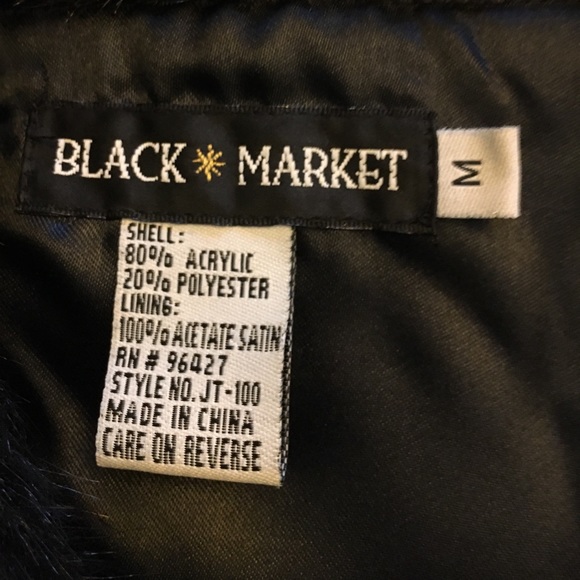 BLACK MARKET
M
SHELL:
80% ACRYLIC
20% POLYESTER
LINING:
100% ACETATE SATIN
RN # 96427
STYLE NO. JT-100
MADE IN CHINA
CARE ON REVERSE